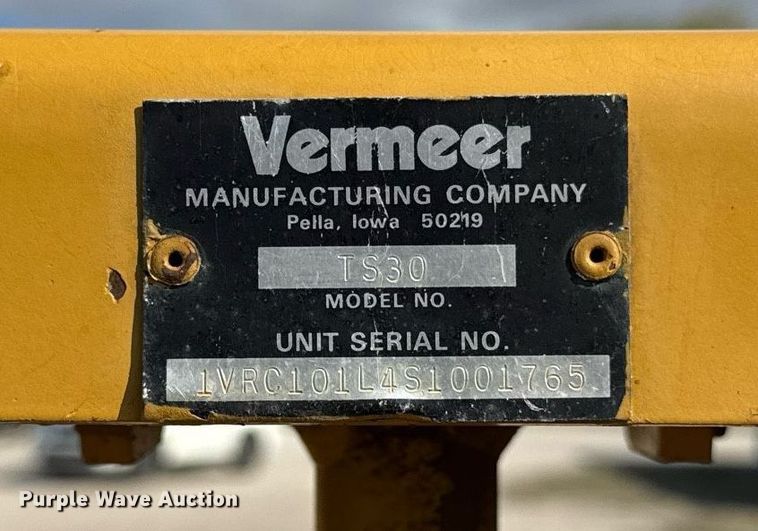 Vermeer
MANUFACTURING COMPANY
Pella, Iowa 50219
TS30
MODEL NO.
UNIT SERIAL NO.
1VRC101L4S1001765
Purple Wave Auction